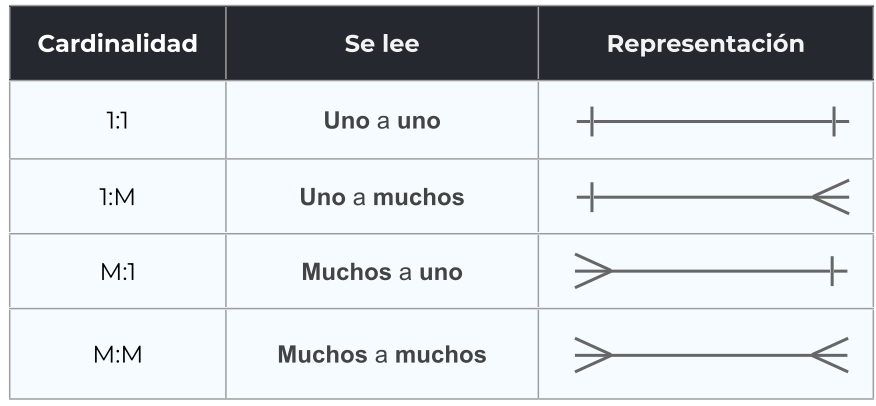 Cardinalidad Se lee Representación
1:1 Uno a uno
1:M Uno a muchos
M:1 Muchos a uno
M:M Muchos a muchos